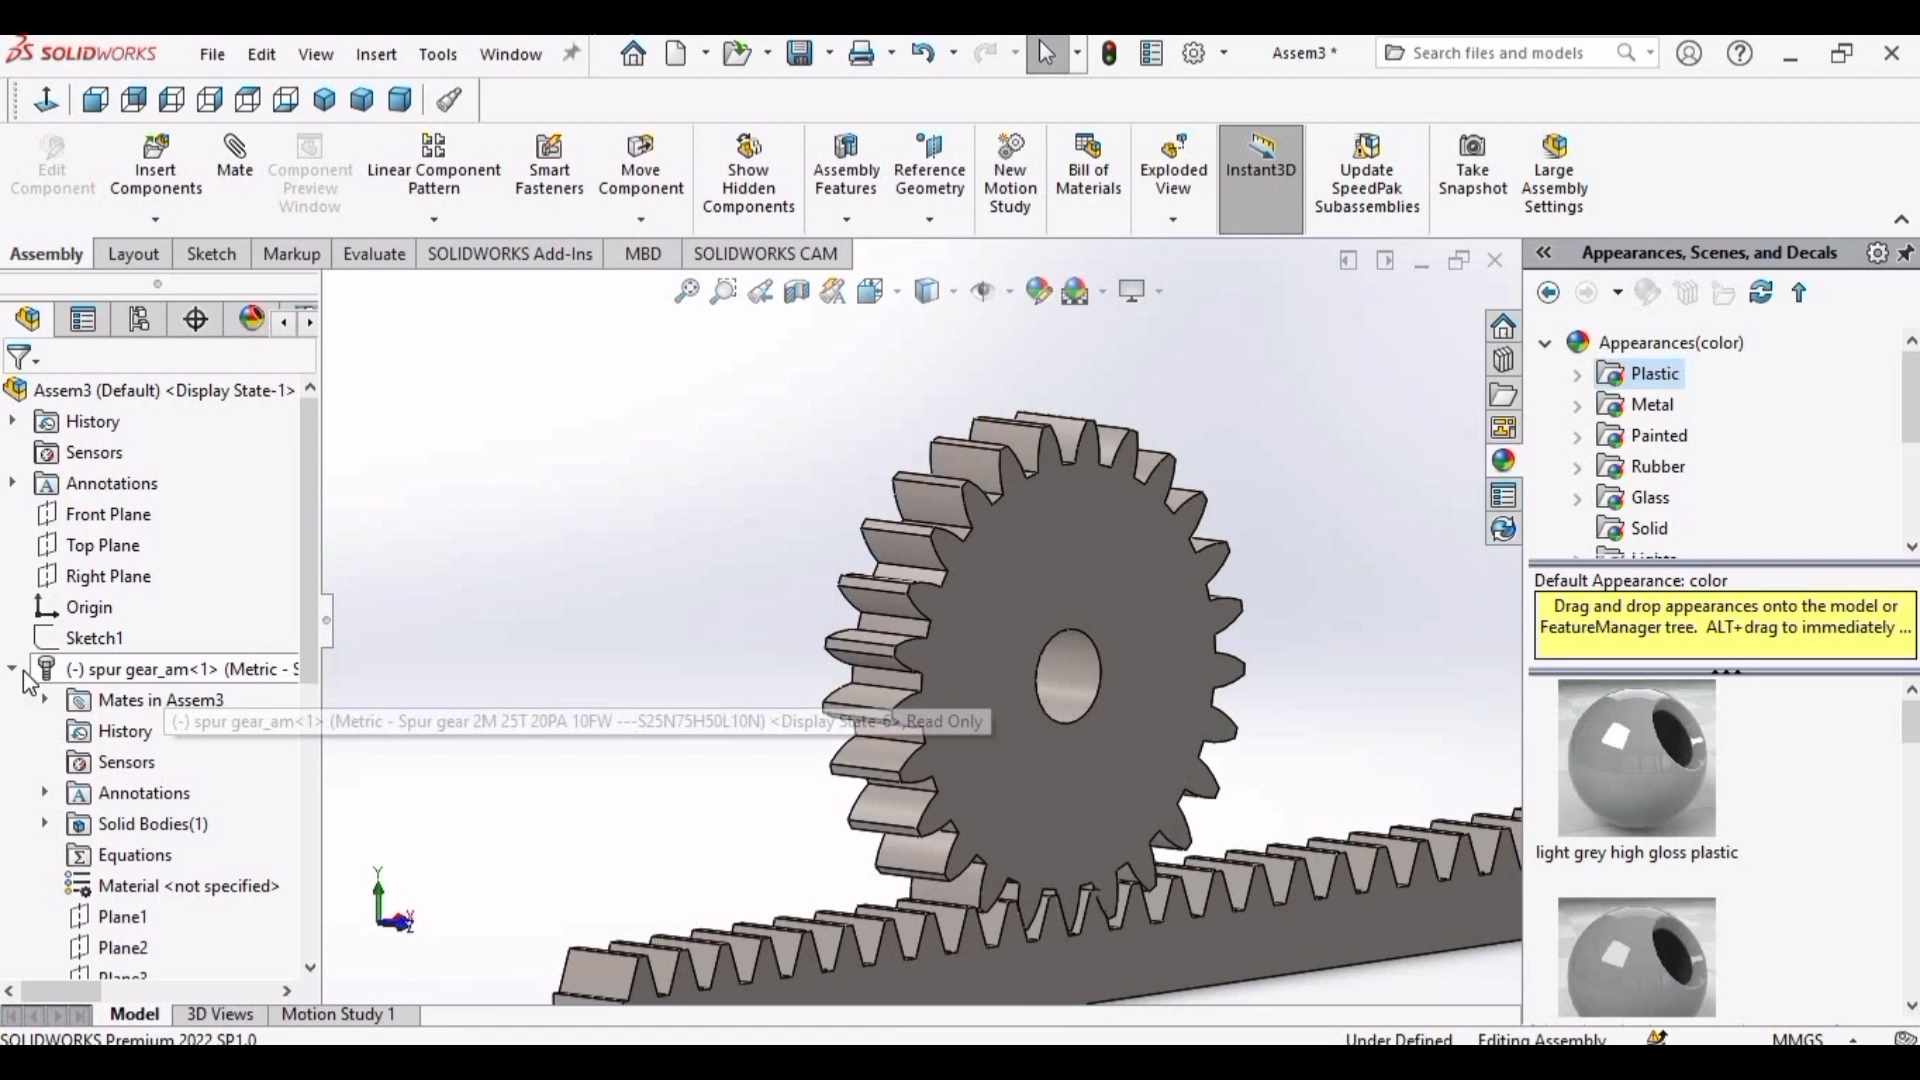 SOLIDWORKS File Edit View Insert Tools Window Assem3 * Search files and models
Edit Component
Insert Components
Mate
Component Preview Window
Linear Component Pattern
Smart Fasteners
Move Component
Show Hidden Components
Assembly Features
Reference Geometry
New Motion Study
Bill of Materials
Exploded View
Instant3D
Update SpeedPak Subassemblies
Take Snapshot
Large Assembly Settings
Assembly Layout Sketch Markup Evaluate SOLIDWORKS Add-Ins MBD SOLIDWORKS CAM
Assem3 (Default) <Display State-1>
History
Sensors
Annotations
Front Plane
Top Plane
Right Plane
Origin
Sketch1
(-) spur gear_am<1> (Metric - S
Mates in Assem3
(-) spur gear_am<1> (Metric - Spur gear 2M 25T 20PA 10FW ---S25N75H50L10N) <Display State-6>,Read Only
History
Sensors
Annotations
Solid Bodies(1)
Equations
Material <not specified>
Plane1
Plane2
Plane3
Y
Appearances, Scenes, and Decals
Appearances(color)
Plastic
Metal
Painted
Rubber
Glass
Solid
Lights
Default Appearance: color
Drag and drop appearances onto the model or
FeatureManager tree. ALT+drag to immediately ...
light grey high gloss plastic
Model 3D Views Motion Study 1
SOLIDWORKS Premium 2022 SP1.0
Under Defined Editing Assembly MMGS